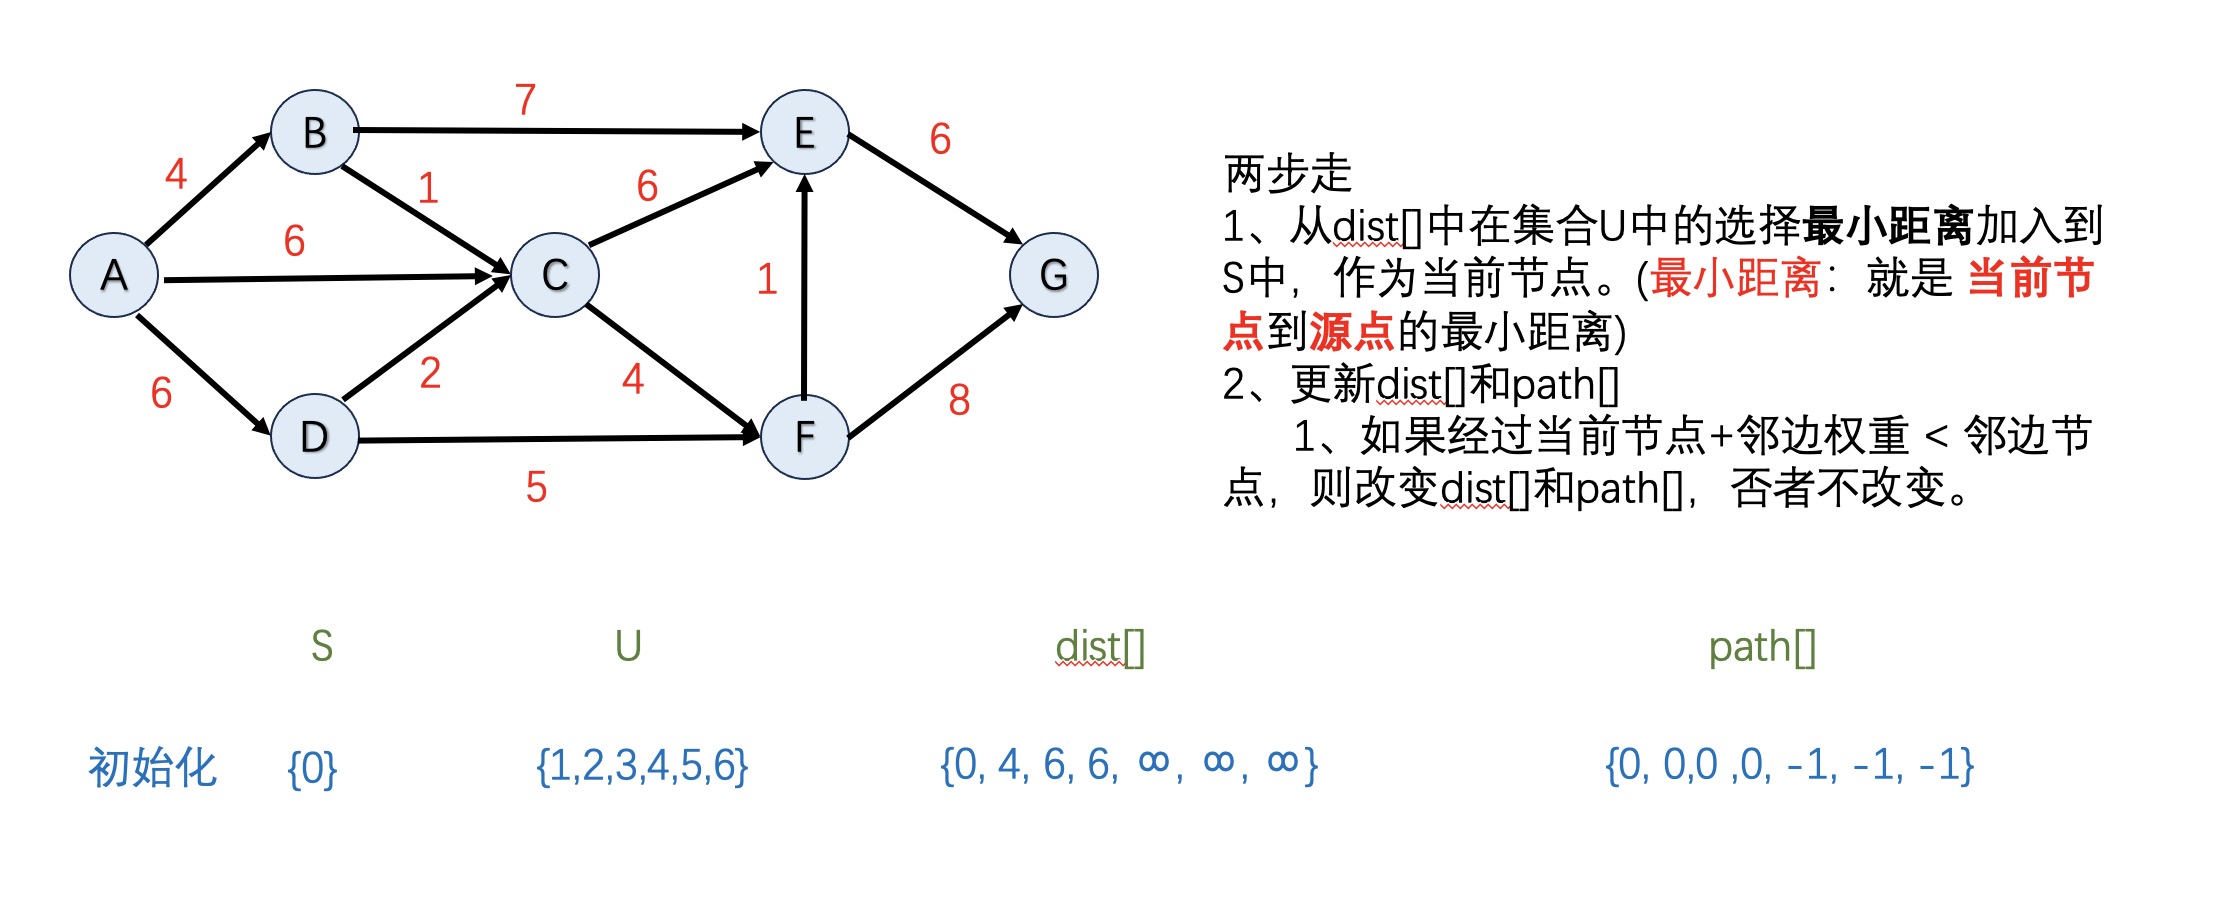 7
B
E
6
4
1
6
6
A
C
1
G
6
2
4
8
D
F
5
两步走
1、从dist[]中在集合U中的选择最小距离加入到
S中，作为当前节点。(最小距离：就是 当前节
点到源点的最小距离)
2、更新dist[]和path[]
1、如果经过当前节点+邻边权重 < 邻边节
点，则改变dist[]和path[]，否者不改变。
S U dist[] path[]
初始化 {0} {1,2,3,4,5,6} {0, 4, 6, 6, ∞, ∞, ∞} {0, 0,0 ,0, -1, -1, -1}